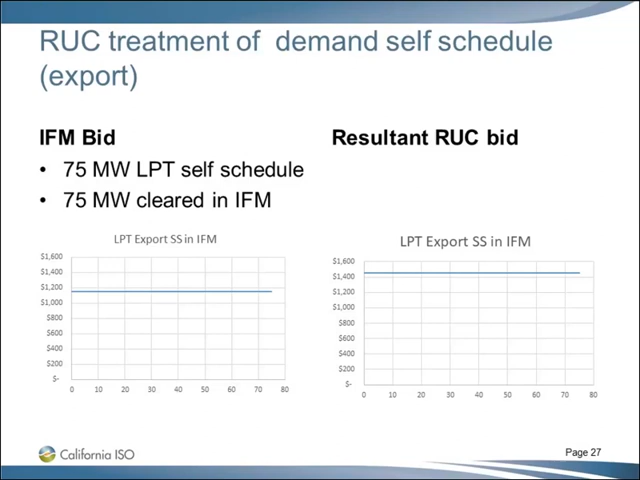 RUC treatment of demand self schedule
(export)
IFM Bid
• 75 MW LPT self schedule
• 75 MW cleared in IFM
LPT Export SS in IFM
$1,600
$1,400
$1,200
$1,000
$800
$600
$400
$200
$-
0 10 20 30 40 50 60 70 80
Resultant RUC bid
LPT Export SS in IFM
$1,600
$1,400
$1,200
$1,000
$800
$600
$400
$200
$-
0 10 20 30 40 50 60 70 80
California ISO
Page 27